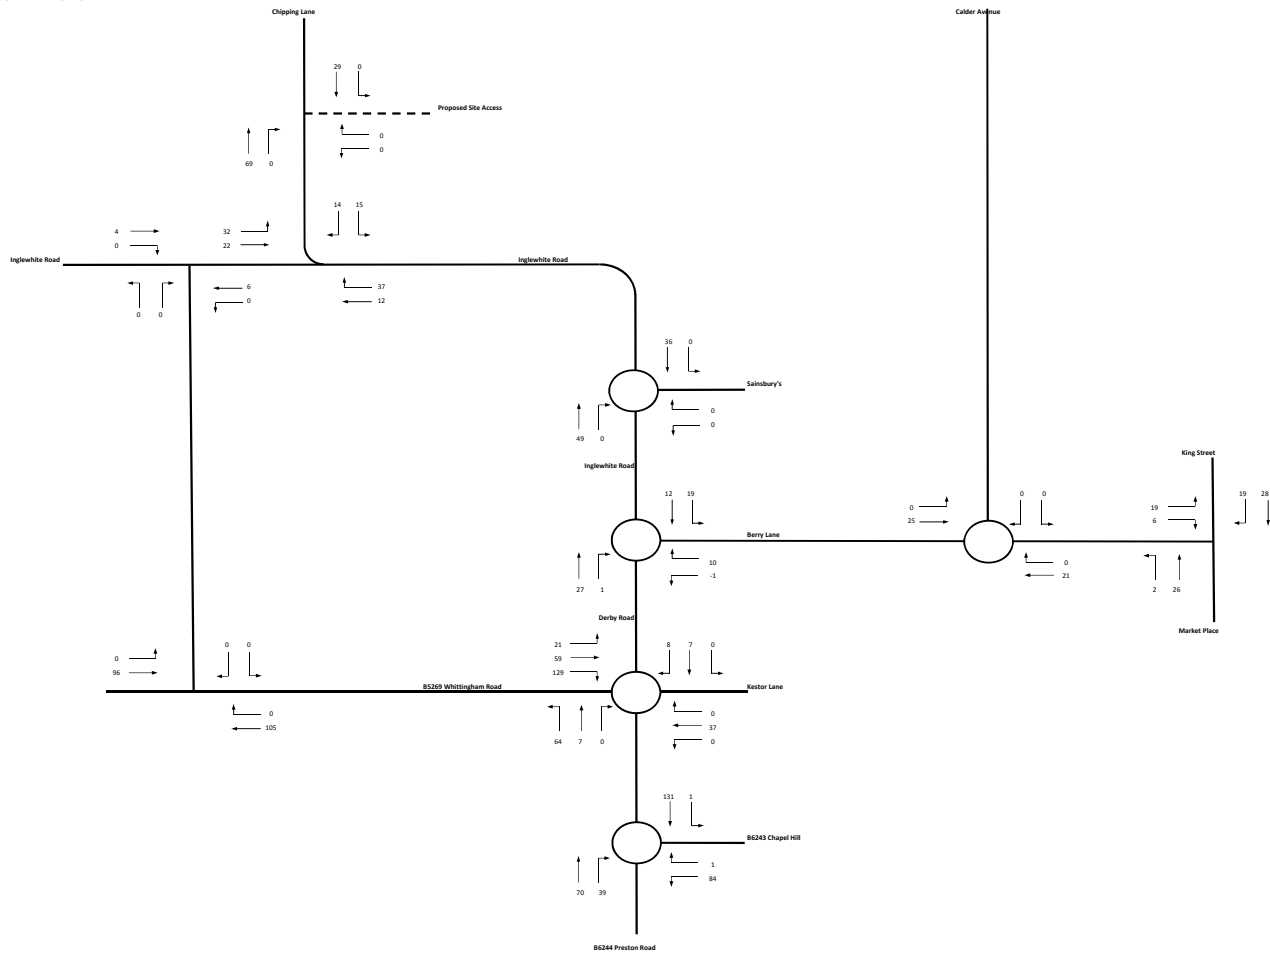 Chipping Lane
Calder Avenue
29 0
Proposed Site Access
0
0
69 0
14 15
4
0
32
22
Inglewhite Road
Inglewhite Road
6
0
37
12
0 0
36 0
Sainsbury's
0
0
49 0
Inglewhite Road
King Street
12 19
0
25
0 0
19
6
19 28
Berry Lane
10
-1
0
21
27 1
2 26
Derby Road
Market Place
0
96
0 0
21
59
129
8 7 0
B5269 Whittingham Road
Kestor Lane
0
105
64 7 0
0
37
0
131 1
B6243 Chapel Hill
1
84
70 39
B6244 Preston Road